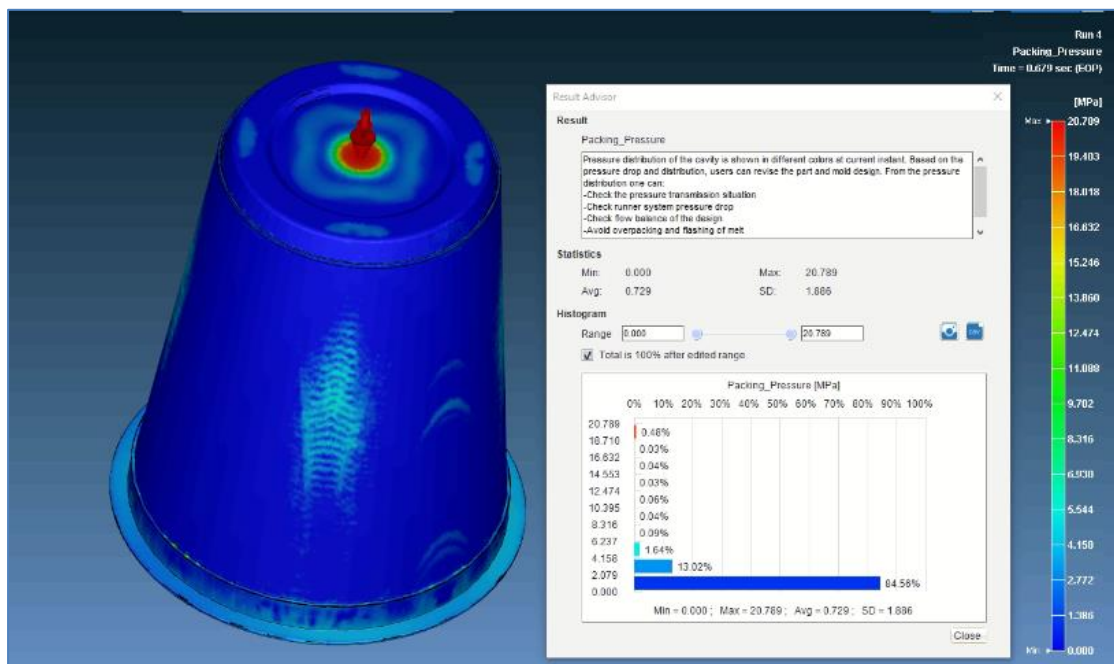 Run 4
Packing_Pressure
Time = 0.679 sec (EOP)
[MPa]
Max 20.789
19.403
18.018
16.632
15.246
13.860
12.474
11.088
9.702
8.316
6.930
5.544
4.158
2.772
1.386
Min 0.000
Result Advisor
Result
Packing_Pressure
Pressure distribution of the cavity is shown in different colors at current instant. Based on the
pressure drop and distribution, users can revise the part and mold design. From the pressure
distribution one can:
-Check the pressure transmission situation
-Check runner system pressure drop
-Check flow balance of the design
-Avoid overpacking and flashing of melt
Statistics
Min: 0.000 Max: 20.789
Avg: 0.729 SD: 1.886
Histogram
Range 0.000 20.789
Total is 100% after edited range
Packing_Pressure [MPa]
0% 10% 20% 30% 40% 50% 60% 70% 80% 90% 100%
20.789
0.48%
18.710
0.03%
16.632
0.04%
14.553
0.03%
12.474
0.06%
10.395
0.04%
8.316
0.09%
6.237
1.64%
4.158
13.02%
2.079
84.56%
0.000
Min = 0.000 ; Max = 20.789 ; Avg = 0.729 ; SD = 1.886
Close